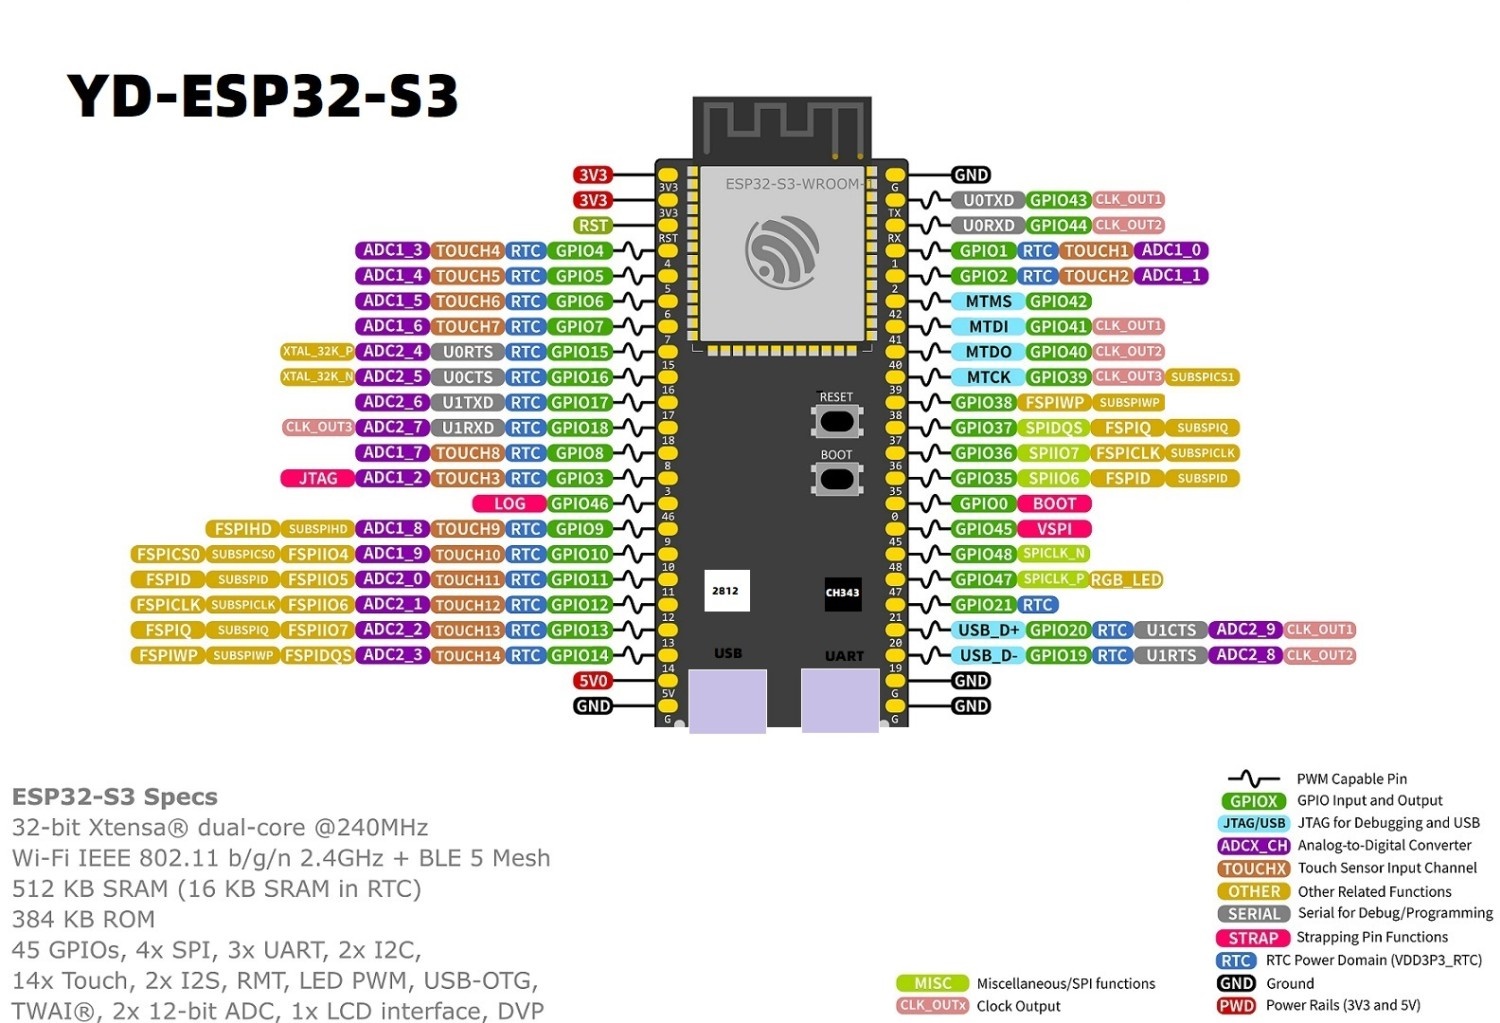 YD-ESP32-S3
ESP32-S3-WROOM-1
3V3 3V3 GND
3V3 3V3 G U0TXD GPIO43 CLK_OUT1
RST TX U0RXD GPIO44 CLK_OUT2
ADC1_3 TOUCH4 RTC GPIO4 RST RX GPIO1 RTC TOUCH1 ADC1_0
ADC1_4 TOUCH5 RTC GPIO5 4 1 GPIO2 RTC TOUCH2 ADC1_1
ADC1_5 TOUCH6 RTC GPIO6 5 2 MTMS GPIO42
ADC1_6 TOUCH7 RTC GPIO7 6 42 MTDI GPIO41 CLK_OUT1
XTAL_32K_P ADC2_4 U0RTS RTC GPIO15 7 41 MTDO GPIO40 CLK_OUT2
XTAL_32K_N ADC2_5 U0CTS RTC GPIO16 15 40 MTCK GPIO39 CLK_OUT3 SUBSPICS1
ADC2_6 U1TXD RTC GPIO17 16 39 GPIO38 FSPIWP SUBSPIWP
CLK_OUT3 ADC2_7 U1RXD RTC GPIO18 17 38 GPIO37 SPIDQS FSPIQ SUBSPIQ
ADC1_7 TOUCH8 RTC GPIO8 18 37 GPIO36 SPIIO7 FSPICLK SUBSPICLK
JTAG ADC1_2 TOUCH3 RTC GPIO3 8 36 GPIO35 SPIIO6 FSPID SUBSPID
LOG GPIO46 3 35 GPIO0 BOOT
FSPIHD SUBSPIHD ADC1_8 TOUCH9 RTC GPIO9 46 0 GPIO45 VSPI
FSPICS0 SUBSPICS0 FSPIIO4 ADC1_9 TOUCH10 RTC GPIO10 9 45 GPIO48 SPICLK_N
FSPID SUBSPID FSPIIO5 ADC2_0 TOUCH11 RTC GPIO11 10 48 GPIO47 SPICLK_P RGB_LED
FSPICLK SUBSPICLK FSPIIO6 ADC2_1 TOUCH12 RTC GPIO12 11 47 GPIO21 RTC
FSPIQ SUBSPIQ FSPIIO7 ADC2_2 TOUCH13 RTC GPIO13 12 21 USB_D+ GPIO20 RTC U1CTS ADC2_9 CLK_OUT1
FSPIWP SUBSPIWP FSPIDQS ADC2_3 TOUCH14 RTC GPIO14 13 20 USB_D- GPIO19 RTC U1RTS ADC2_8 CLK_OUT2
5V0 14 19 GND
GND 5V G GND
G G
RESET
BOOT
2812
CH343
USB
UART
ESP32-S3 Specs
32-bit Xtensa® dual-core @240MHz
Wi-Fi IEEE 802.11 b/g/n 2.4GHz + BLE 5 Mesh
512 KB SRAM (16 KB SRAM in RTC)
384 KB ROM
45 GPIOs, 4x SPI, 3x UART, 2x I2C,
14x Touch, 2x I2S, RMT, LED PWM, USB-OTG,
TWAI®, 2x 12-bit ADC, 1x LCD interface, DVP
MISC Miscellaneous/SPI functions
CLK_OUTx Clock Output
PWM Capable Pin
GPIOX GPIO Input and Output
JTAG/USB JTAG for Debugging and USB
ADCX_CH Analog-to-Digital Converter
TOUCHX Touch Sensor Input Channel
OTHER Other Related Functions
SERIAL Serial for Debug/Programming
STRAP Strapping Pin Functions
RTC RTC Power Domain (VDD3P3_RTC)
GND Ground
PWD Power Rails (3V3 and 5V)